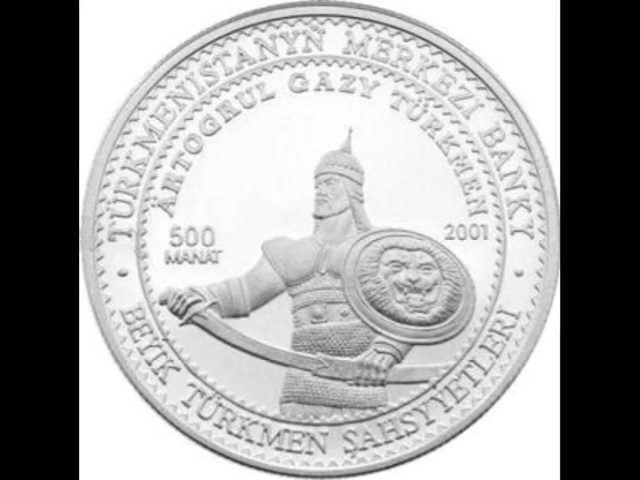 TÜRKMENISTANYŇ MERKEZI BANKY
ÄRTOGRUL GAZY TÜRKMEN
500
MANAT
2001
BEÝIK TÜRKMEN ŞAHSYÝETLERI